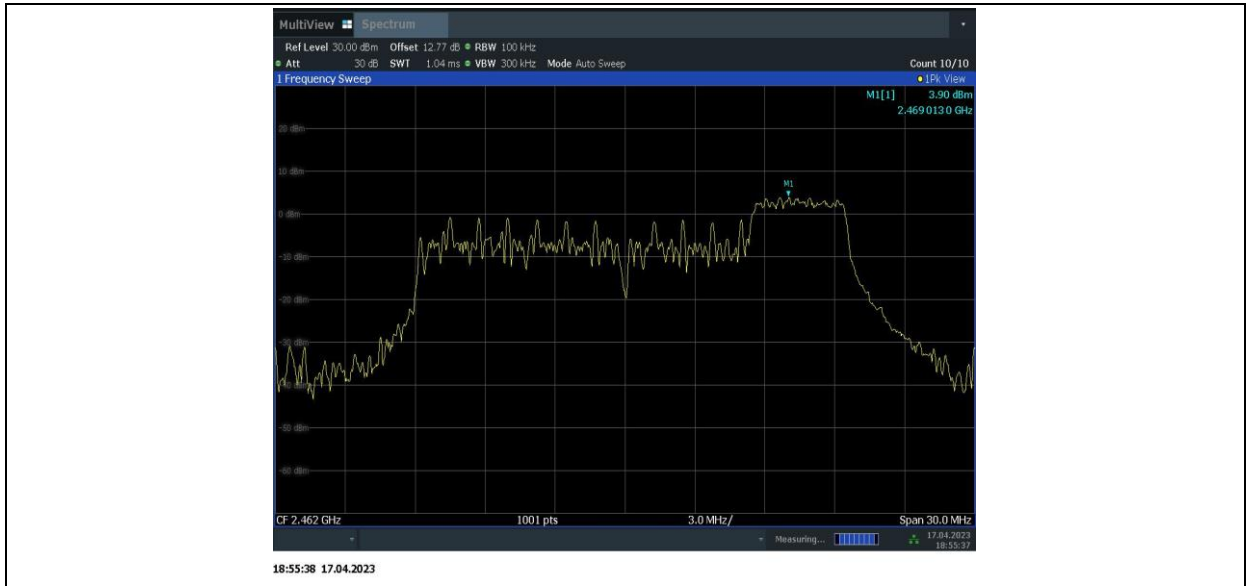 MultiView Spectrum
Ref Level 30.00 dBm Offset 12.77 dB RBW 100 kHz
Att 30 dB SWT 1.04 ms VBW 300 kHz Mode Auto Sweep Count 10/10
1 Frequency Sweep 1Pk View
M1[1] 3.90 dBm
2.469 013 0 GHz
20 dBm
10 dBm
M1
0 dBm
-10 dBm
-20 dBm
-30 dBm
-40 dBm
-50 dBm
-60 dBm
CF 2.462 GHz 1001 pts 3.0 MHz/ Span 30.0 MHz
Measuring... 17.04.2023
18:55:37
18:55:38 17.04.2023